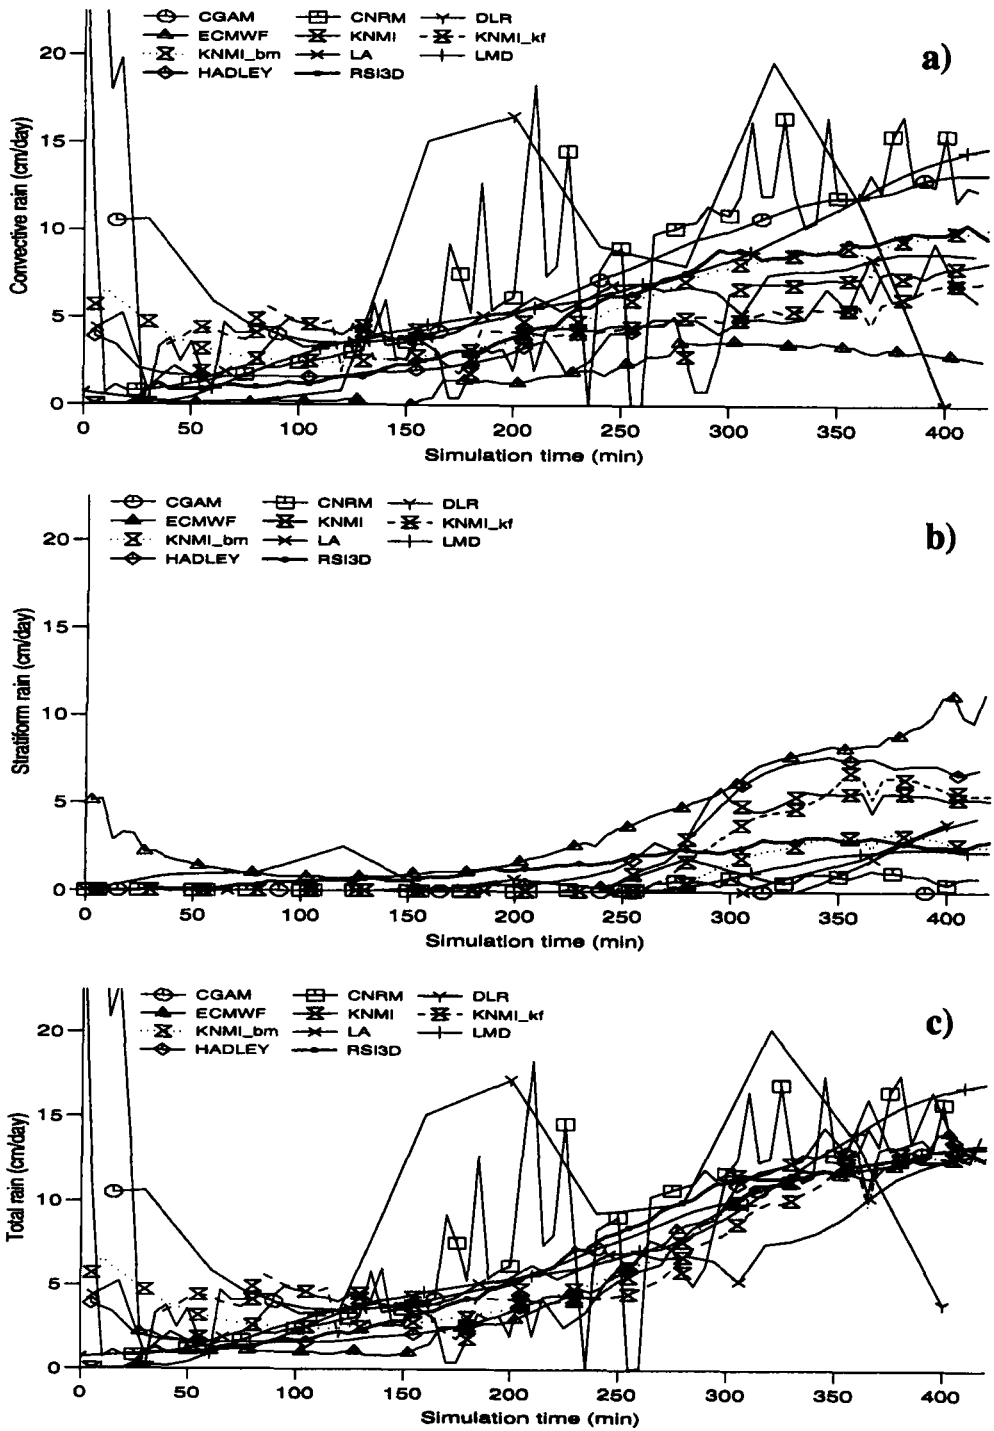 CGAM CNRM DLR
ECMWF KNMI KNMI_kf
KNMI_bm LA LMD
HADLEY RSI3D
a)
20
15
10
5
0
Convective rain (cm/day)
0 50 100 150 200 250 300 350 400
Simulation time (min)
CGAM CNRM DLR
ECMWF KNMI KNMI_kf
KNMI_bm LA LMD
HADLEY RSI3D
b)
20
15
10
5
0
Stratiform rain (cm/day)
0 50 100 150 200 250 300 350 400
Simulation time (min)
CGAM CNRM DLR
ECMWF KNMI KNMI_kf
KNMI_bm LA LMD
HADLEY RSI3D
c)
20
15
10
5
0
Total rain (cm/day)
0 50 100 150 200 250 300 350 400
Simulation time (min)